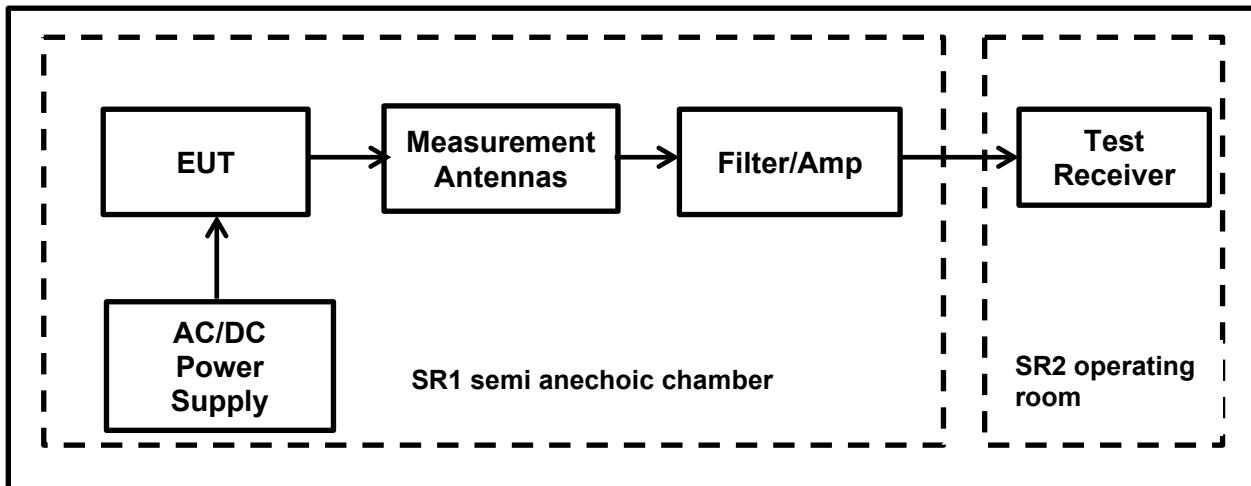 EUT
Measurement
Antennas
Filter/Amp
Test
Receiver
AC/DC
Power
Supply
SR1 semi anechoic chamber
SR2 operating
room